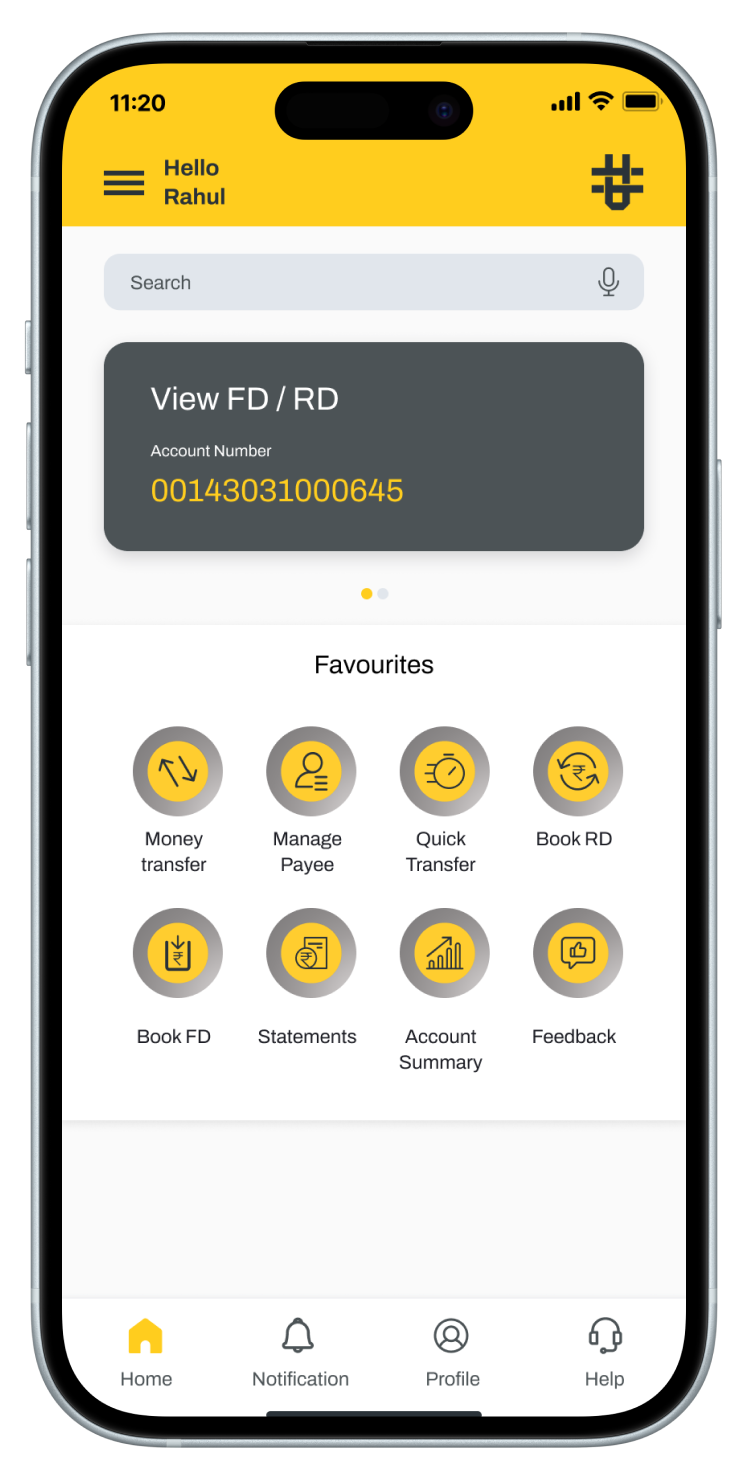 11:20
Hello
Rahul
Search
View FD / RD
Account Number
00143031000645
Favourites
Money
transfer
Manage
Payee
Quick
Transfer
Book RD
Book FD
Statements
Account
Summary
Feedback
Home
Notification
Profile
Help